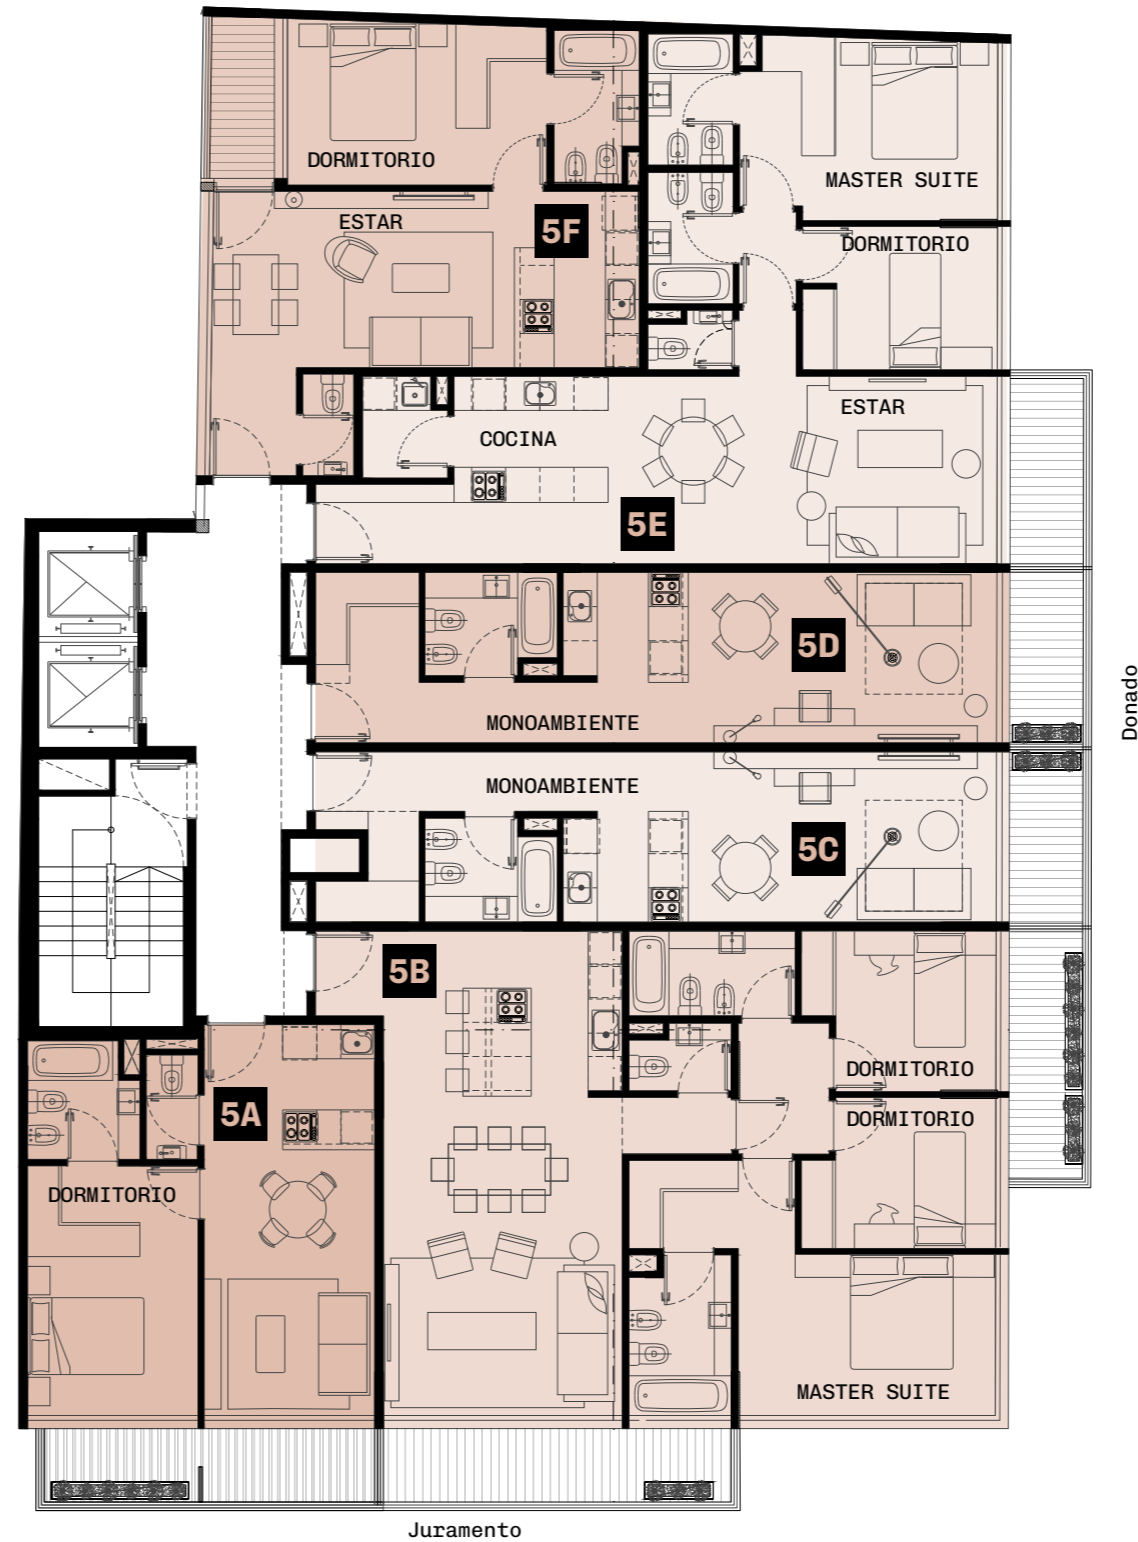 DORMITORIO
MASTER SUITE
ESTAR
5F
DORMITORIO
ESTAR
COCINA
5E
5D
MONOAMBIENTE
Donado
MONOAMBIENTE
5C
5B
DORMITORIO
5A
DORMITORIO
DORMITORIO
MASTER SUITE
Juramento